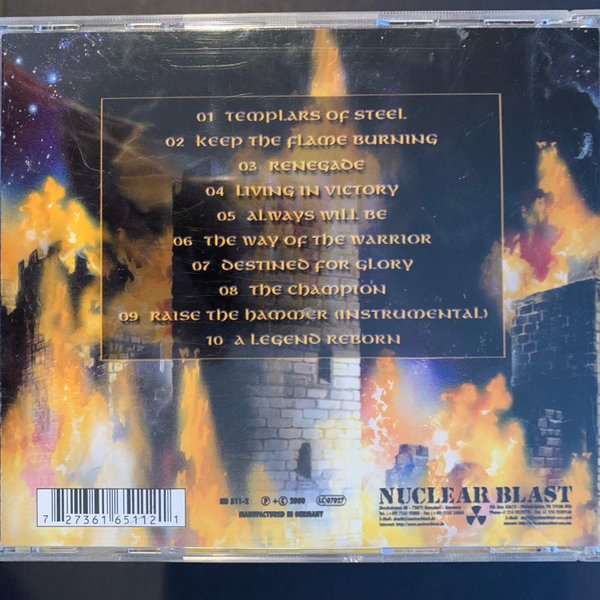 01 TEMPLARS OF STEEL
02 KEEP THE FLAME BURNING
03 RENEGADE
04 LIVING IN VICTORY
05 ALWAYS WILL BE
06 THE WAY OF THE WARRIOR
07 DESTINED FOR GLORY
08 THE CHAMPION
09 RAISE THE HAMMER (INSTRUMENTAL)
10 A LEGEND REBORN
NB 511-2 P + C 2000 LC 07027
MANUFACTURED IN GERMANY
7 27361 65112 1
NUCLEAR BLAST